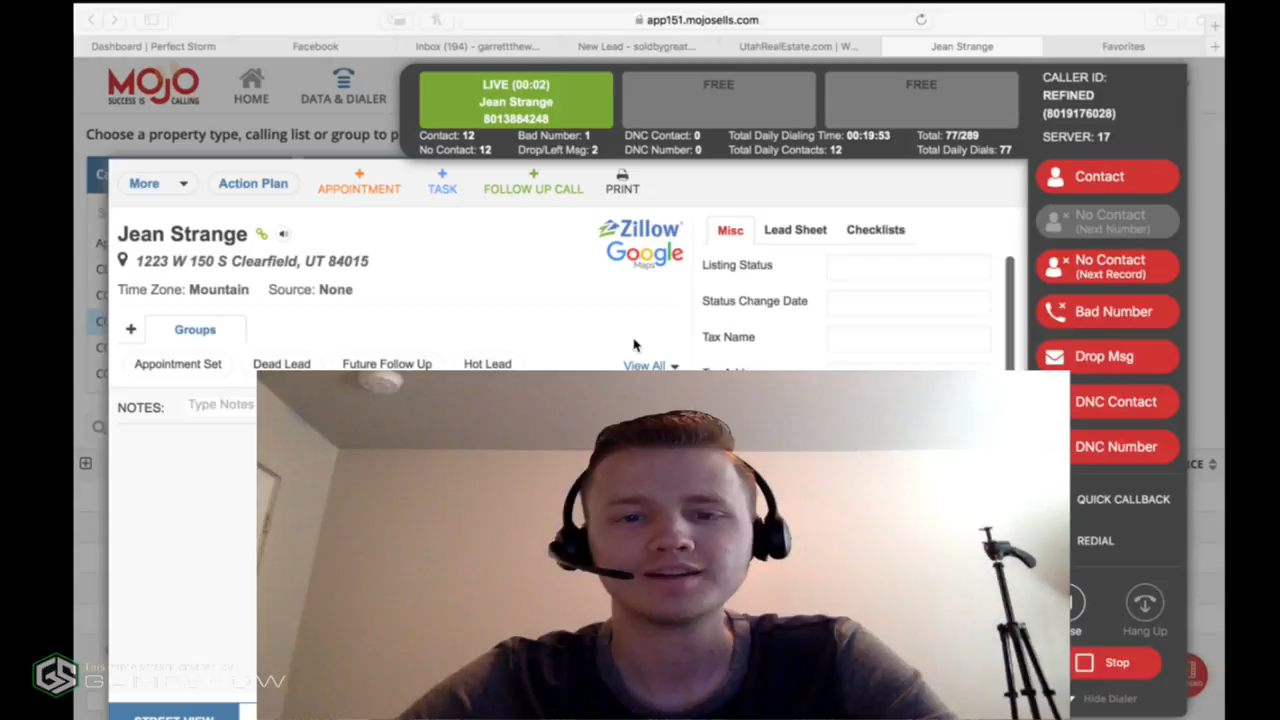 app151.mojosells.com
Dashboard | Perfect Storm
Facebook
Inbox (194) - garrettthew...
New Lead - soldbygreat...
UtahRealEstate.com | W...
Jean Strange
Favorites
MOJO
SUCCESS IS CALLING
HOME
DATA & DIALER
LIVE (00:02)
Jean Strange
8013884248
FREE
FREE
CALLER ID:
REFINED
(8019176028)
SERVER: 17
Contact: 12
Bad Number: 1
DNC Contact: 0
Total Daily Dialing Time: 00:19:53
Total: 77/289
No Contact: 12
Drop/Left Msg: 2
DNC Number: 0
Total Daily Contacts: 12
Total Daily Dials: 77
Choose a property type, calling list or group to p
More
Action Plan
APPOINTMENT
TASK
FOLLOW UP CALL
PRINT
Jean Strange
1223 W 150 S Clearfield, UT 84015
Time Zone: Mountain
Source: None
Zillow
Google
Maps
Groups
Appointment Set
Dead Lead
Future Follow Up
Hot Lead
View All
NOTES:
Type Notes
Misc
Lead Sheet
Checklists
Listing Status
Status Change Date
Tax Name
Contact
No Contact
(Next Number)
No Contact
(Next Record)
Bad Number
Drop Msg
DNC Contact
DNC Number
RCE
QUICK CALLBACK
REDIAL
se
Hang Up
Stop
Hide Dialer
STREET VIEW